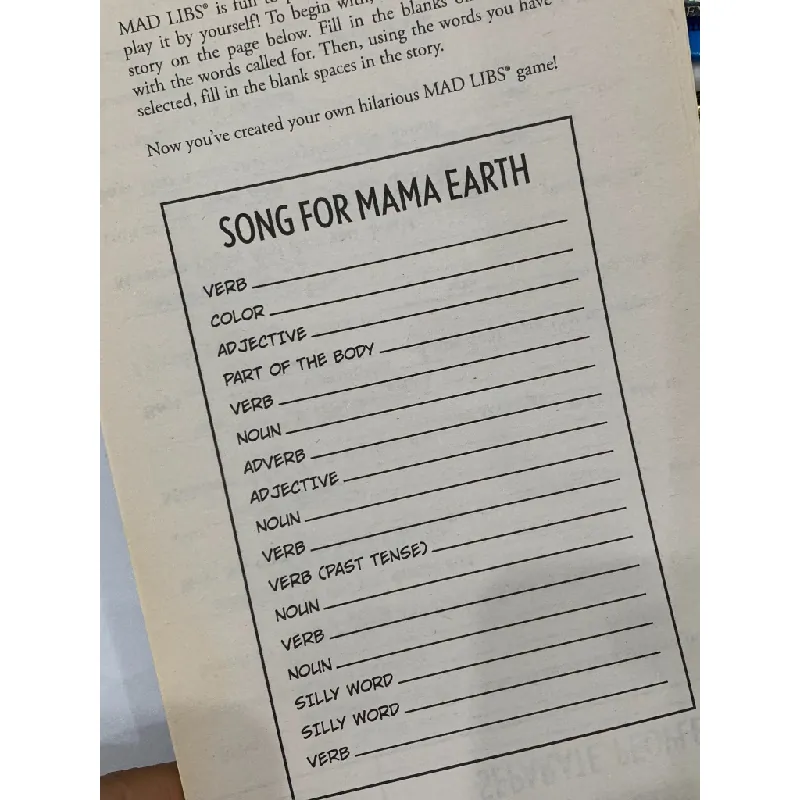 MAD LIBS® is fun to
play it by yourself! To begin with,
story on the page below. Fill in the blanks on
with the words called for. Then, using the words you have
selected, fill in the blank spaces in the story.
Now you've created your own hilarious MAD LIBS® game!
SONG FOR MAMA EARTH
VERB
COLOR
ADJECTIVE
PART OF THE BODY
VERB
NOUN
ADVERB
ADJECTIVE
NOUN
VERB
VERB (PAST TENSE)
NOUN
VERB
NOUN
SILLY WORD
SILLY WORD
VERB
SEPARATE PEOPLE